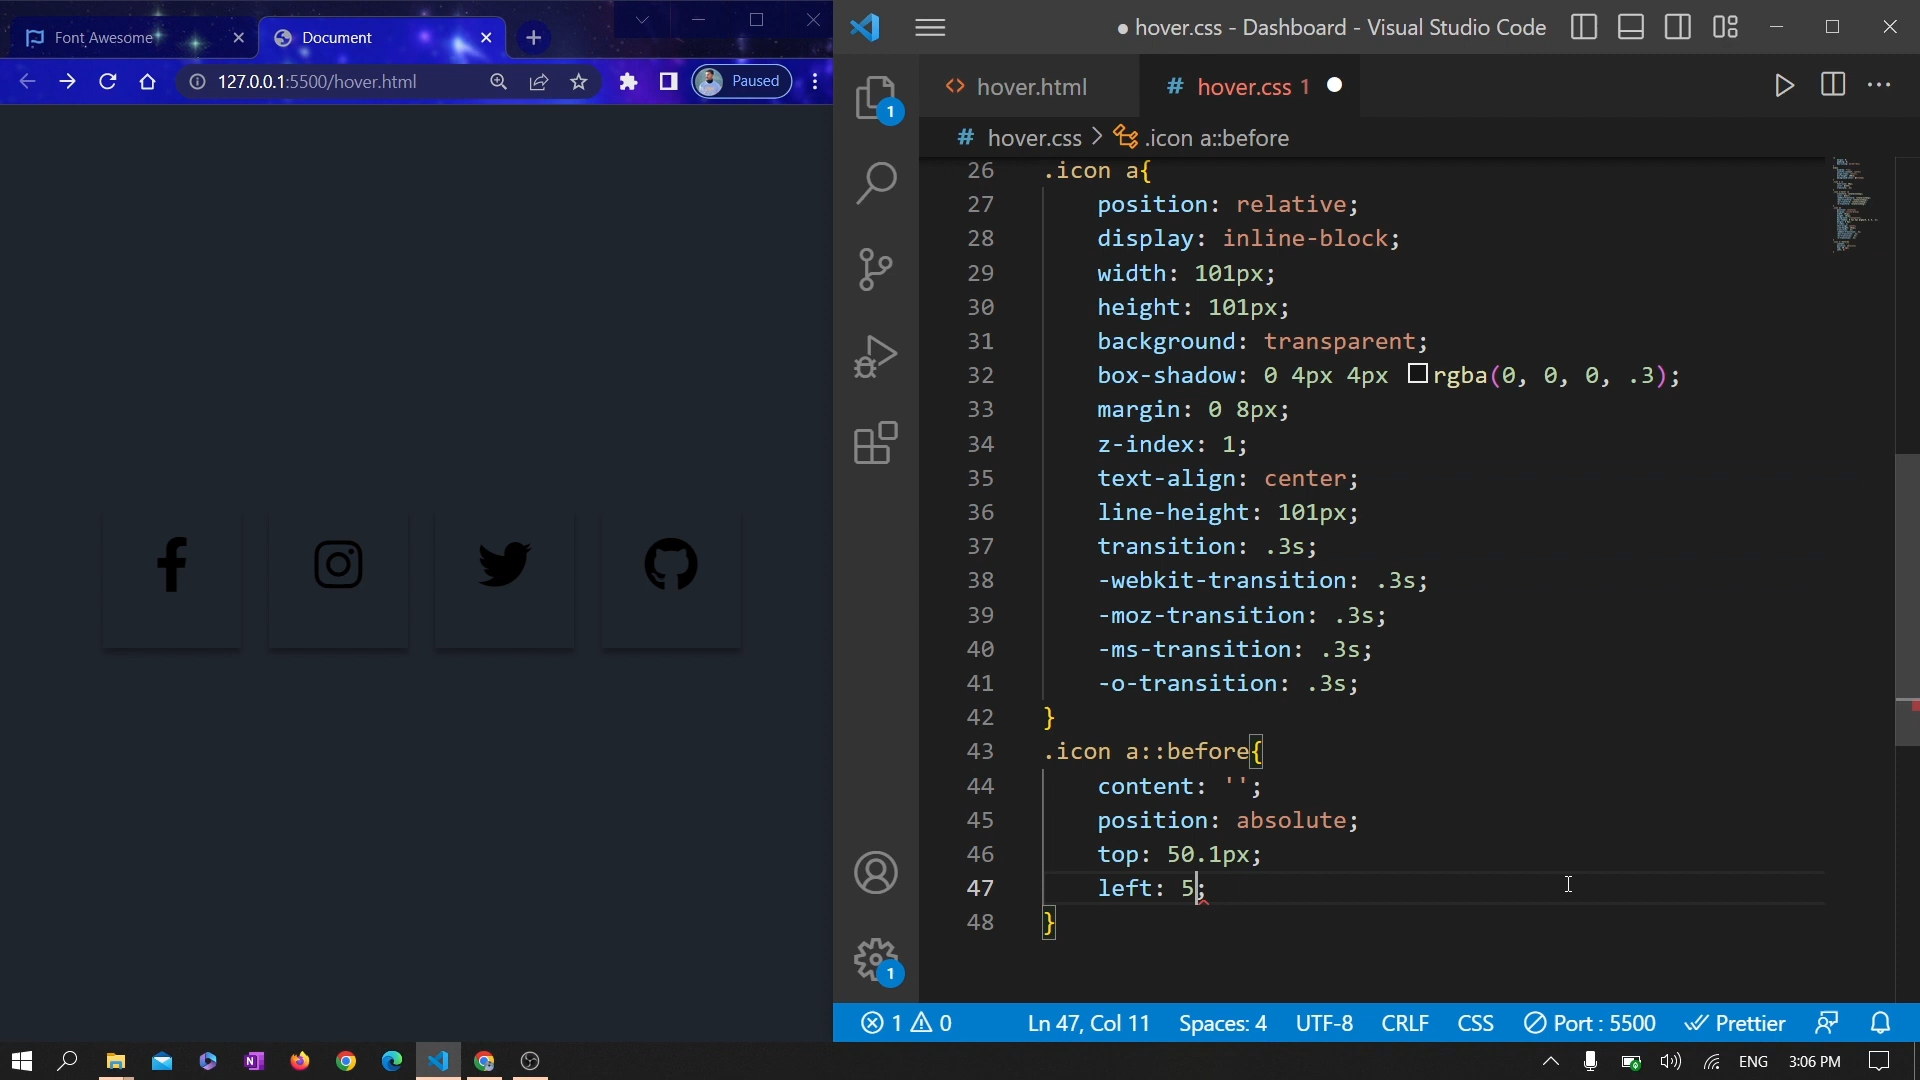 Font Awesome
Document
127.0.0.1:5500/hover.html
Paused
● hover.css - Dashboard - Visual Studio Code
<> hover.html
# hover.css 1
# hover.css > .icon a::before
1
26 .icon a{
27 position: relative;
28 display: inline-block;
29 width: 101px;
30 height: 101px;
31 background: transparent;
32 box-shadow: 0 4px 4px rgba(0, 0, 0, .3);
33 margin: 0 8px;
34 z-index: 1;
35 text-align: center;
36 line-height: 101px;
37 transition: .3s;
38 -webkit-transition: .3s;
39 -moz-transition: .3s;
40 -ms-transition: .3s;
41 -o-transition: .3s;
42 }
43 .icon a::before{
44 content: '';
45 position: absolute;
46 top: 50.1px;
47 left: 5;
48 }
1
1 0 Ln 47, Col 11 Spaces: 4 UTF-8 CRLF CSS Port : 5500 Prettier
ENG 3:06 PM